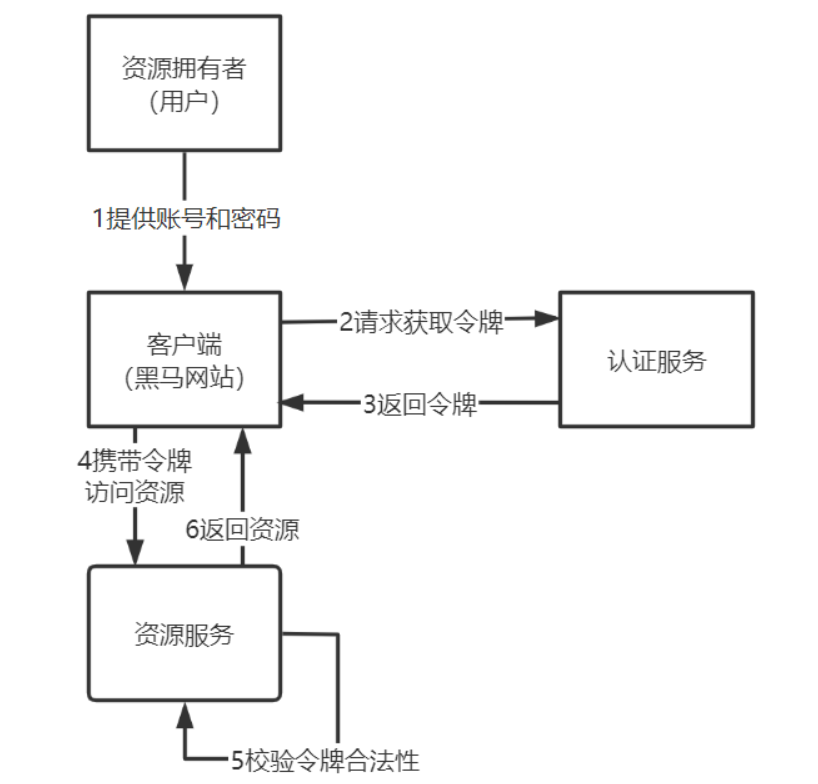 资源拥有者
（用户）
1提供账号和密码
客户端
（黑马网站）
2请求获取令牌
认证服务
3返回令牌
4携带令牌
访问资源
6返回资源
资源服务
5校验令牌合法性